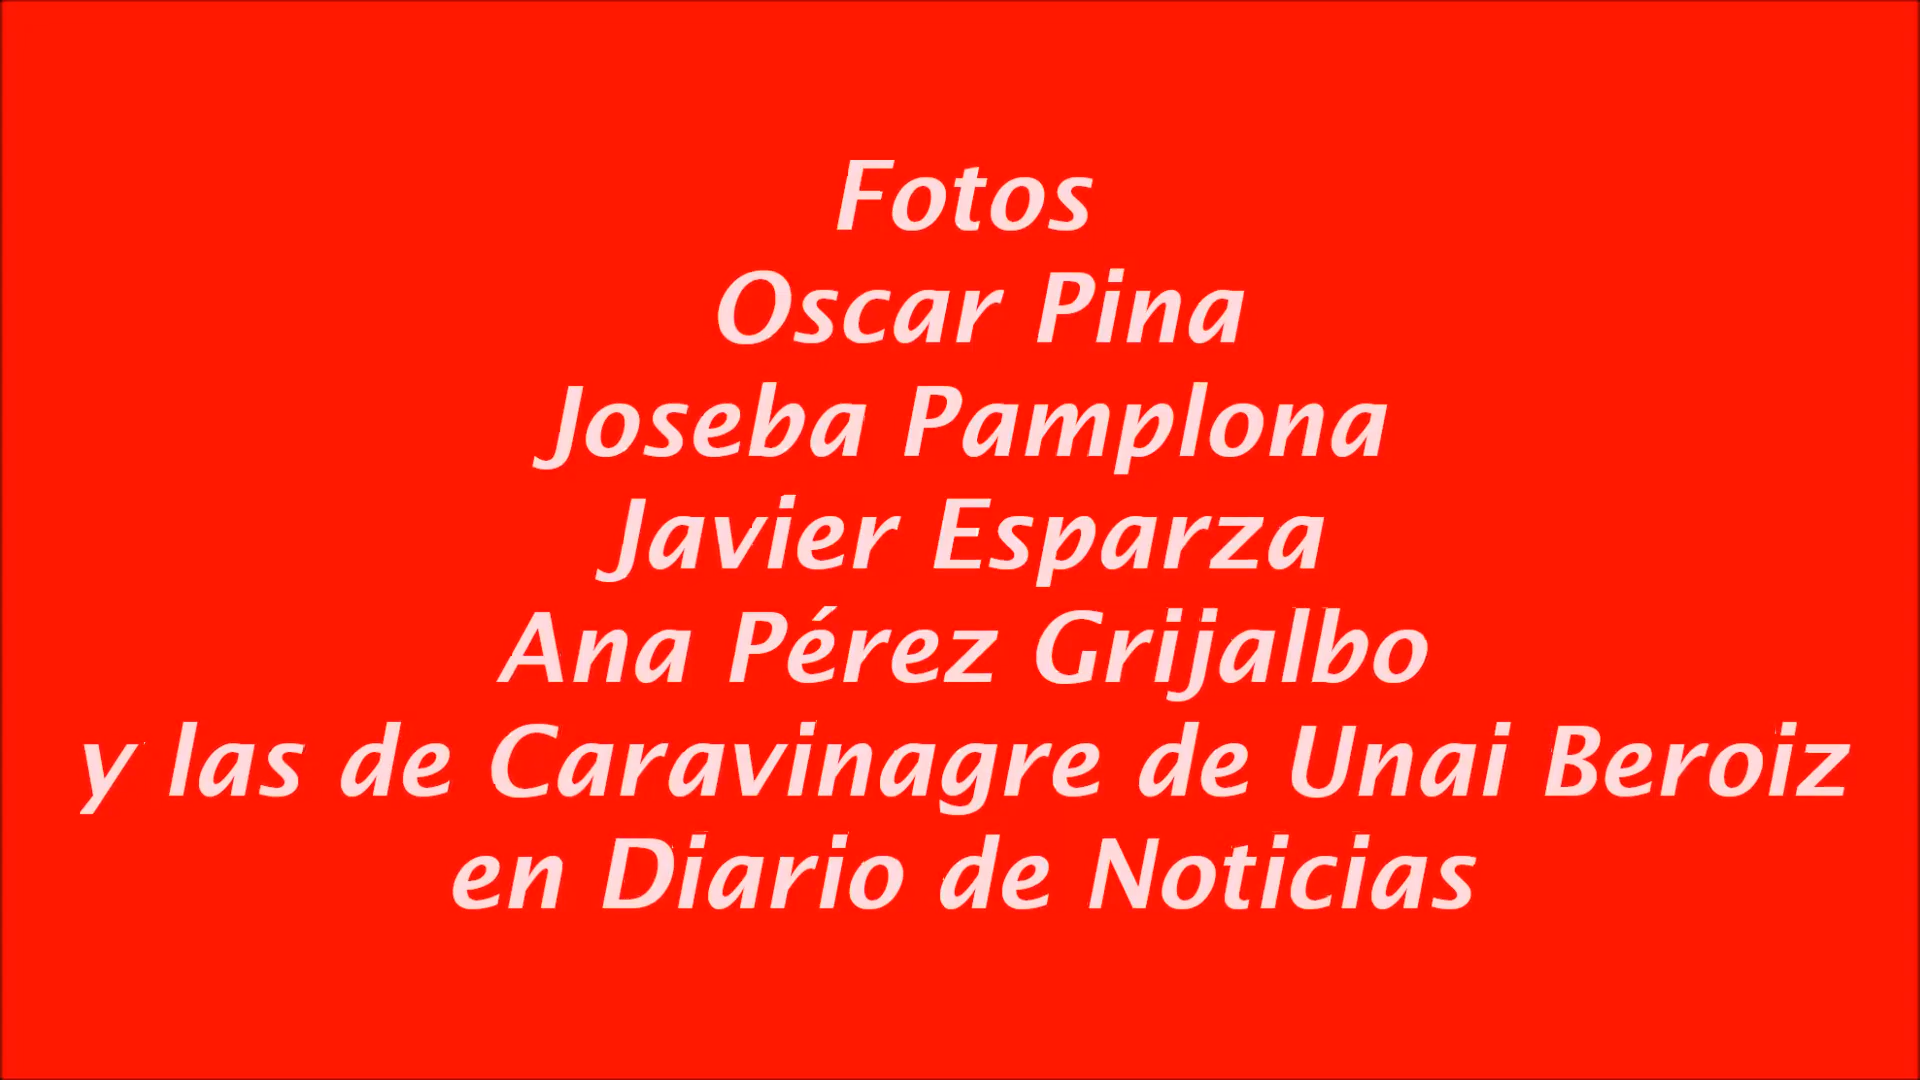 Fotos
Oscar Pina
Joseba Pamplona
Javier Esparza
Ana Pérez Grijalbo
y las de Caravinagre de Unai Beroiz
en Diario de Noticias